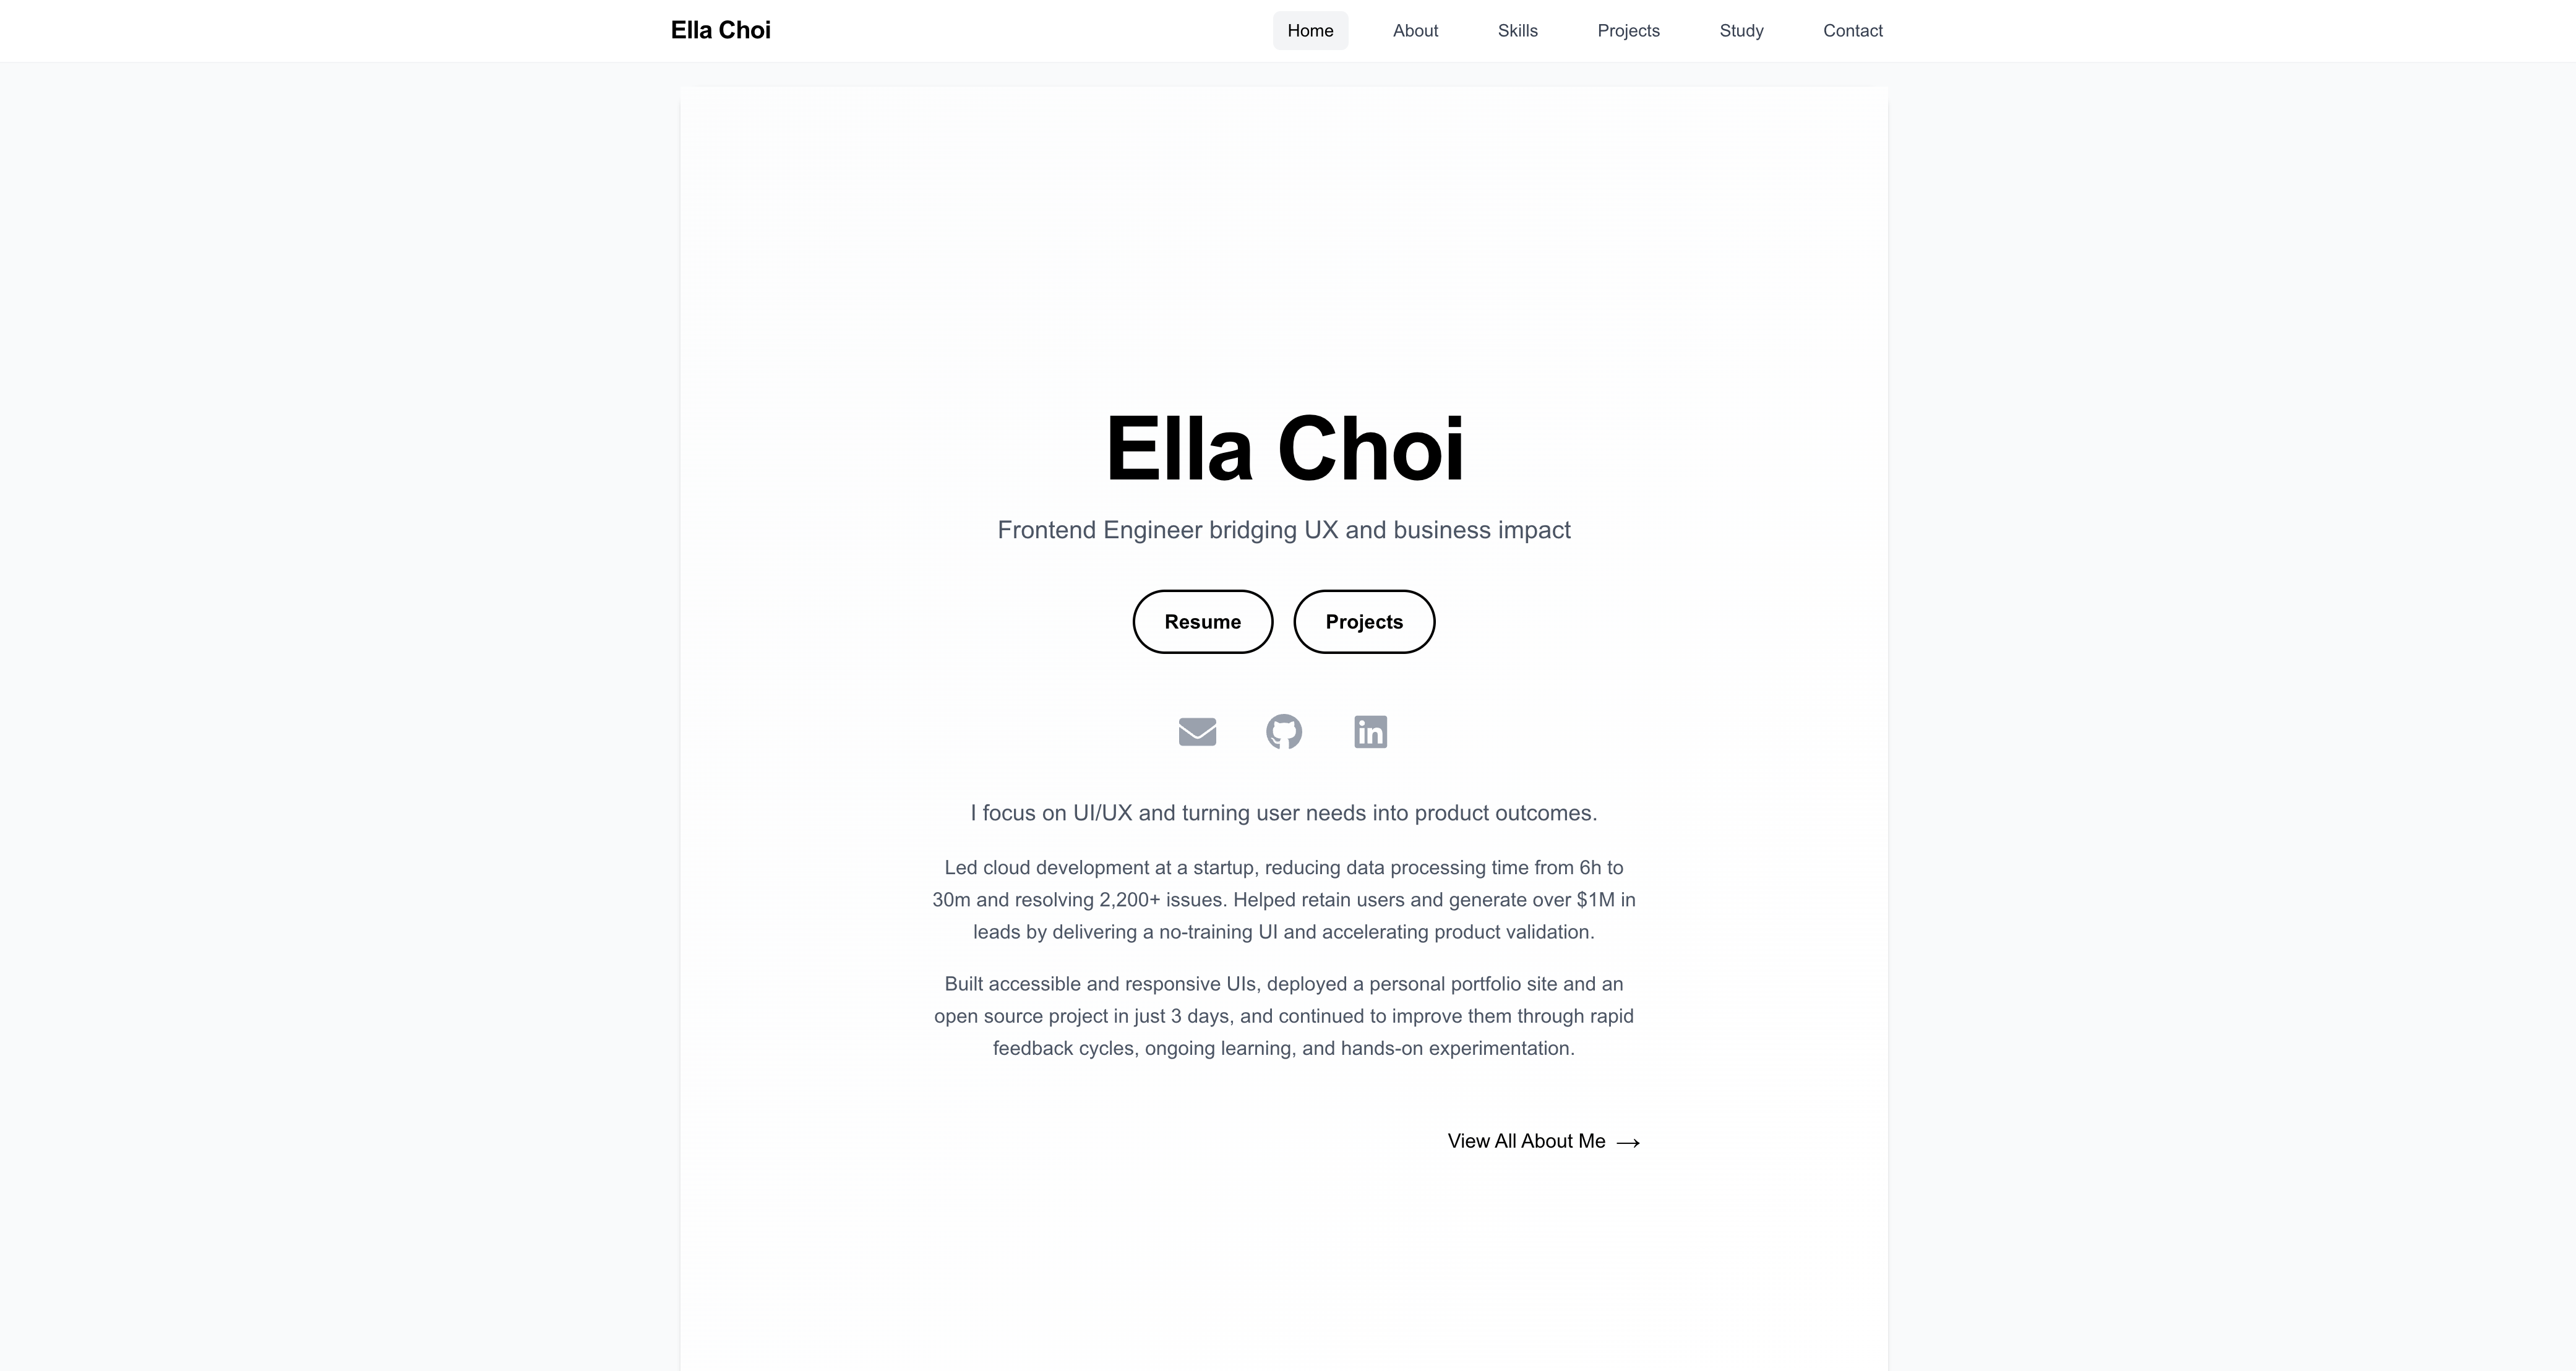 Ella Choi
Home
About
Skills
Projects
Study
Contact
Ella Choi
Frontend Engineer bridging UX and business impact
Resume
Projects
in
I focus on UI/UX and turning user needs into product outcomes.
Led cloud development at a startup, reducing data processing time from 6h to
30m and resolving 2,200+ issues. Helped retain users and generate over $1M in
leads by delivering a no-training UI and accelerating product validation.
Built accessible and responsive UIs, deployed a personal portfolio site and an
open source project in just 3 days, and continued to improve them through rapid
feedback cycles, ongoing learning, and hands-on experimentation.
View All About Me →